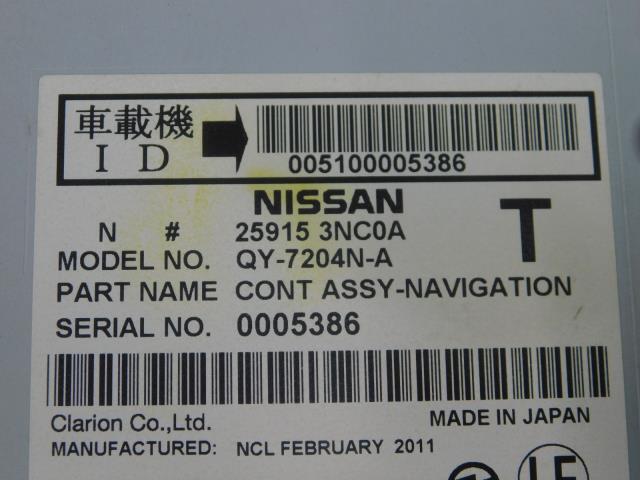 車載機
ID
005100005386
NISSAN
T
N # 25915 3NC0A
MODEL NO. QY-7204N-A
PART NAME CONT ASSY-NAVIGATION
SERIAL NO. 0005386
Clarion Co.,Ltd. MADE IN JAPAN
MANUFACTURED: NCL FEBRUARY 2011